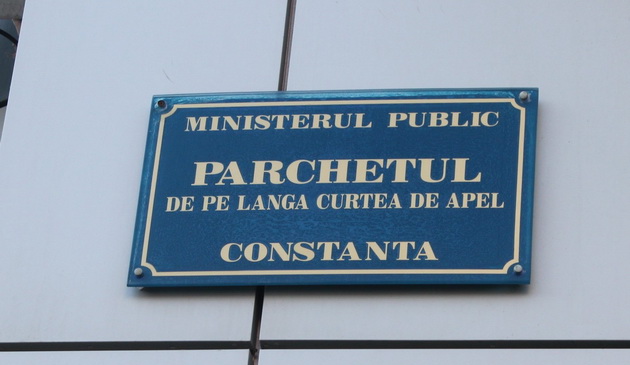 MINISTERUL PUBLIC
PARCHETUL
DE PE LANGA CURTEA DE APEL
CONSTANTA